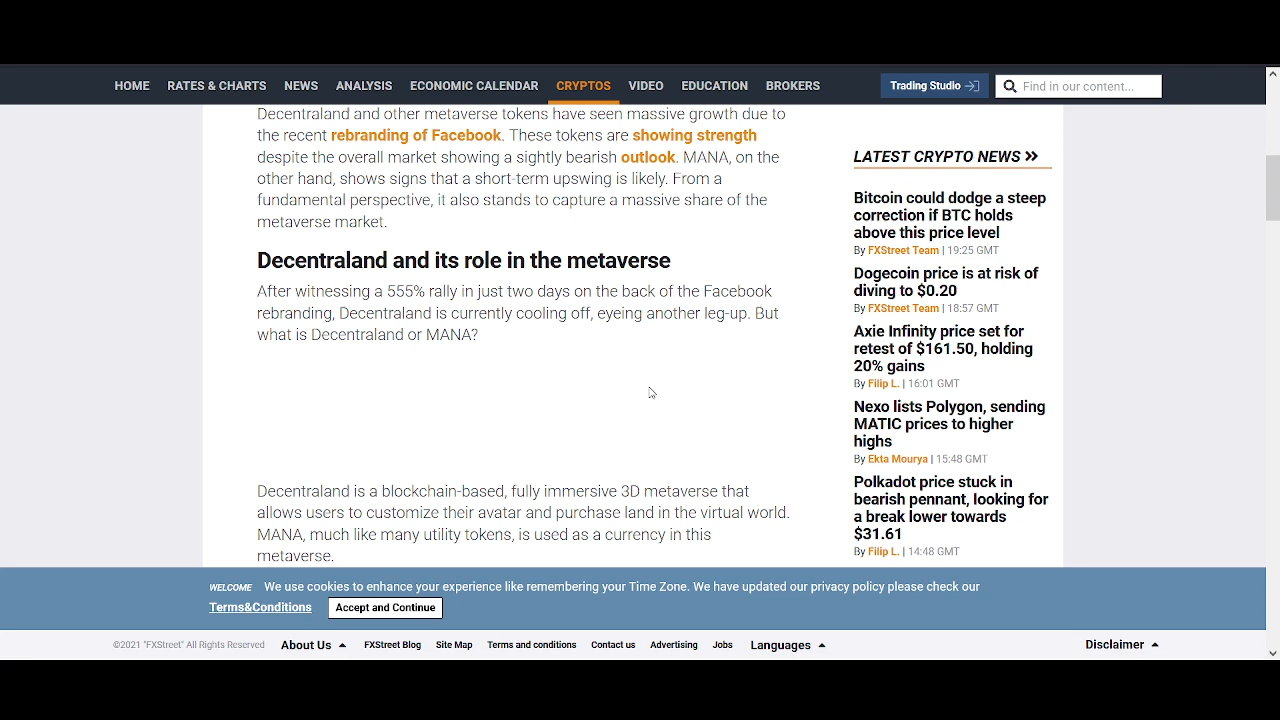 HOME RATES & CHARTS NEWS ANALYSIS ECONOMIC CALENDAR CRYPTOS VIDEO EDUCATION BROKERS Trading Studio Find in our content...
Decentraland and other metaverse tokens have seen massive growth due to
the recent rebranding of Facebook. These tokens are showing strength
despite the overall market showing a sightly bearish outlook. MANA, on the
other hand, shows signs that a short-term upswing is likely. From a
fundamental perspective, it also stands to capture a massive share of the
metaverse market.
Decentraland and its role in the metaverse
After witnessing a 555% rally in just two days on the back of the Facebook
rebranding, Decentraland is currently cooling off, eyeing another leg-up. But
what is Decentraland or MANA?
Decentraland is a blockchain-based, fully immersive 3D metaverse that
allows users to customize their avatar and purchase land in the virtual world.
MANA, much like many utility tokens, is used as a currency in this
metaverse.
LATEST CRYPTO NEWS
Bitcoin could dodge a steep
correction if BTC holds
above this price level
By FXStreet Team | 19:25 GMT
Dogecoin price is at risk of
diving to $0.20
By FXStreet Team | 18:57 GMT
Axie Infinity price set for
retest of $161.50, holding
20% gains
By Filip L. | 16:01 GMT
Nexo lists Polygon, sending
MATIC prices to higher
highs
By Ekta Mourya | 15:48 GMT
Polkadot price stuck in
bearish pennant, looking for
a break lower towards
$31.61
By Filip L. | 14:48 GMT
WELCOME We use cookies to enhance your experience like remembering your Time Zone. We have updated our privacy policy please check our
Terms&Conditions Accept and Continue
©2021 "FXStreet" All Rights Reserved About Us FXStreet Blog Site Map Terms and conditions Contact us Advertising Jobs Languages Disclaimer